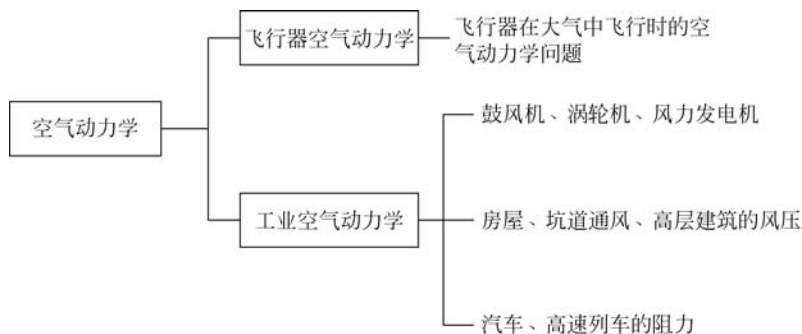 飞行器空气动力学
飞行器在大气中飞行时的空
气动力学问题
空气动力学
鼓风机、涡轮机、风力发电机
工业空气动力学
房屋、坑道通风、高层建筑的风压
汽车、高速列车的阻力